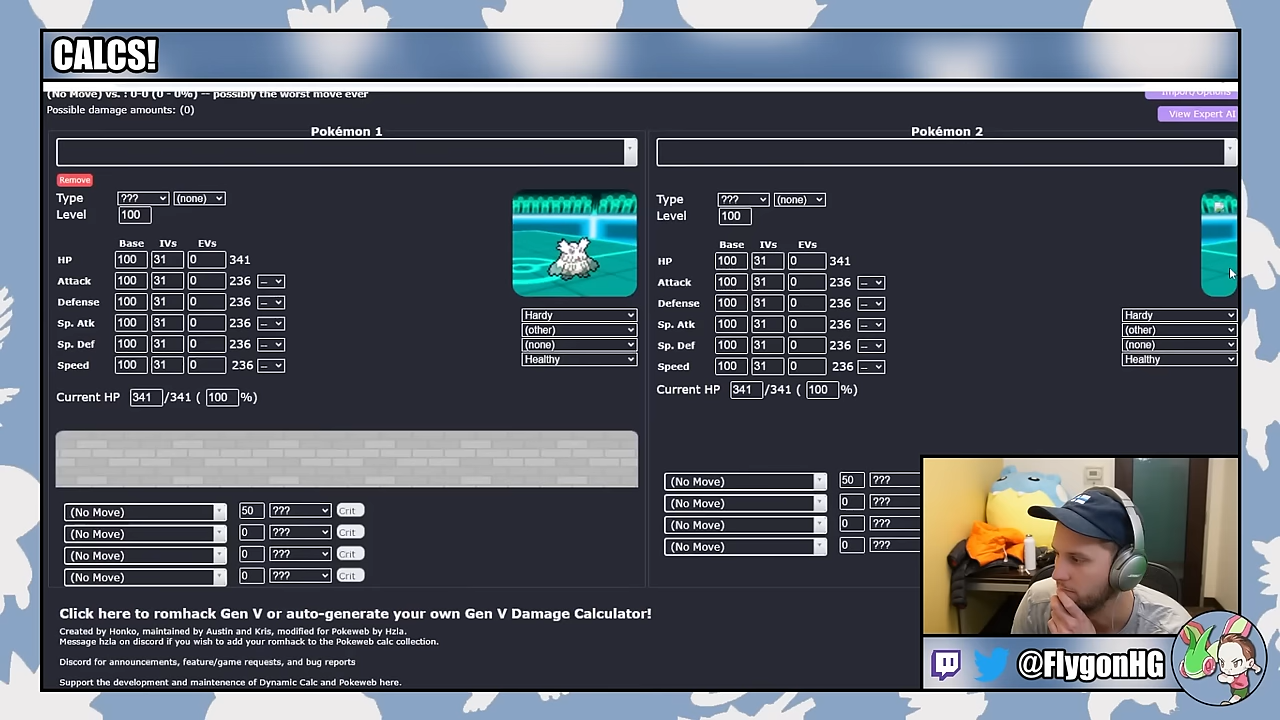 CALCS!
(No Move) vs. : 0-0 (0 - 0%) -- possibly the worst move ever
Import/Options
Possible damage amounts: (0)
View Expert AI
Pokémon 1
Remove
Type ??? (none)
Level 100
Base IVs EVs
HP 100 31 0 341
Attack 100 31 0 236 --
Defense 100 31 0 236 --
Sp. Atk 100 31 0 236 --
Sp. Def 100 31 0 236 --
Speed 100 31 0 236 --
Hardy
(other)
(none)
Healthy
Current HP 341 /341 ( 100 %)
(No Move) 50 ??? Crit
(No Move) 0 ??? Crit
(No Move) 0 ??? Crit
(No Move) 0 ??? Crit
Pokémon 2
Type ??? (none)
Level 100
Base IVs EVs
HP 100 31 0 341
Attack 100 31 0 236 --
Defense 100 31 0 236 --
Sp. Atk 100 31 0 236 --
Sp. Def 100 31 0 236 --
Speed 100 31 0 236 --
Hardy
(other)
(none)
Healthy
Current HP 341 /341 ( 100 %)
(No Move) 50 ???
(No Move) 0 ???
(No Move) 0 ???
(No Move) 0 ???
Click here to romhack Gen V or auto-generate your own Gen V Damage Calculator!
Created by Honko, maintained by Austin and Kris, modified for Pokeweb by Hzla.
Message hzla on discord if you wish to add your romhack to the Pokeweb calc collection.
Discord for announcements, feature/game requests, and bug reports
Support the development and maintenence of Dynamic Calc and Pokeweb here.
@FlygonHG